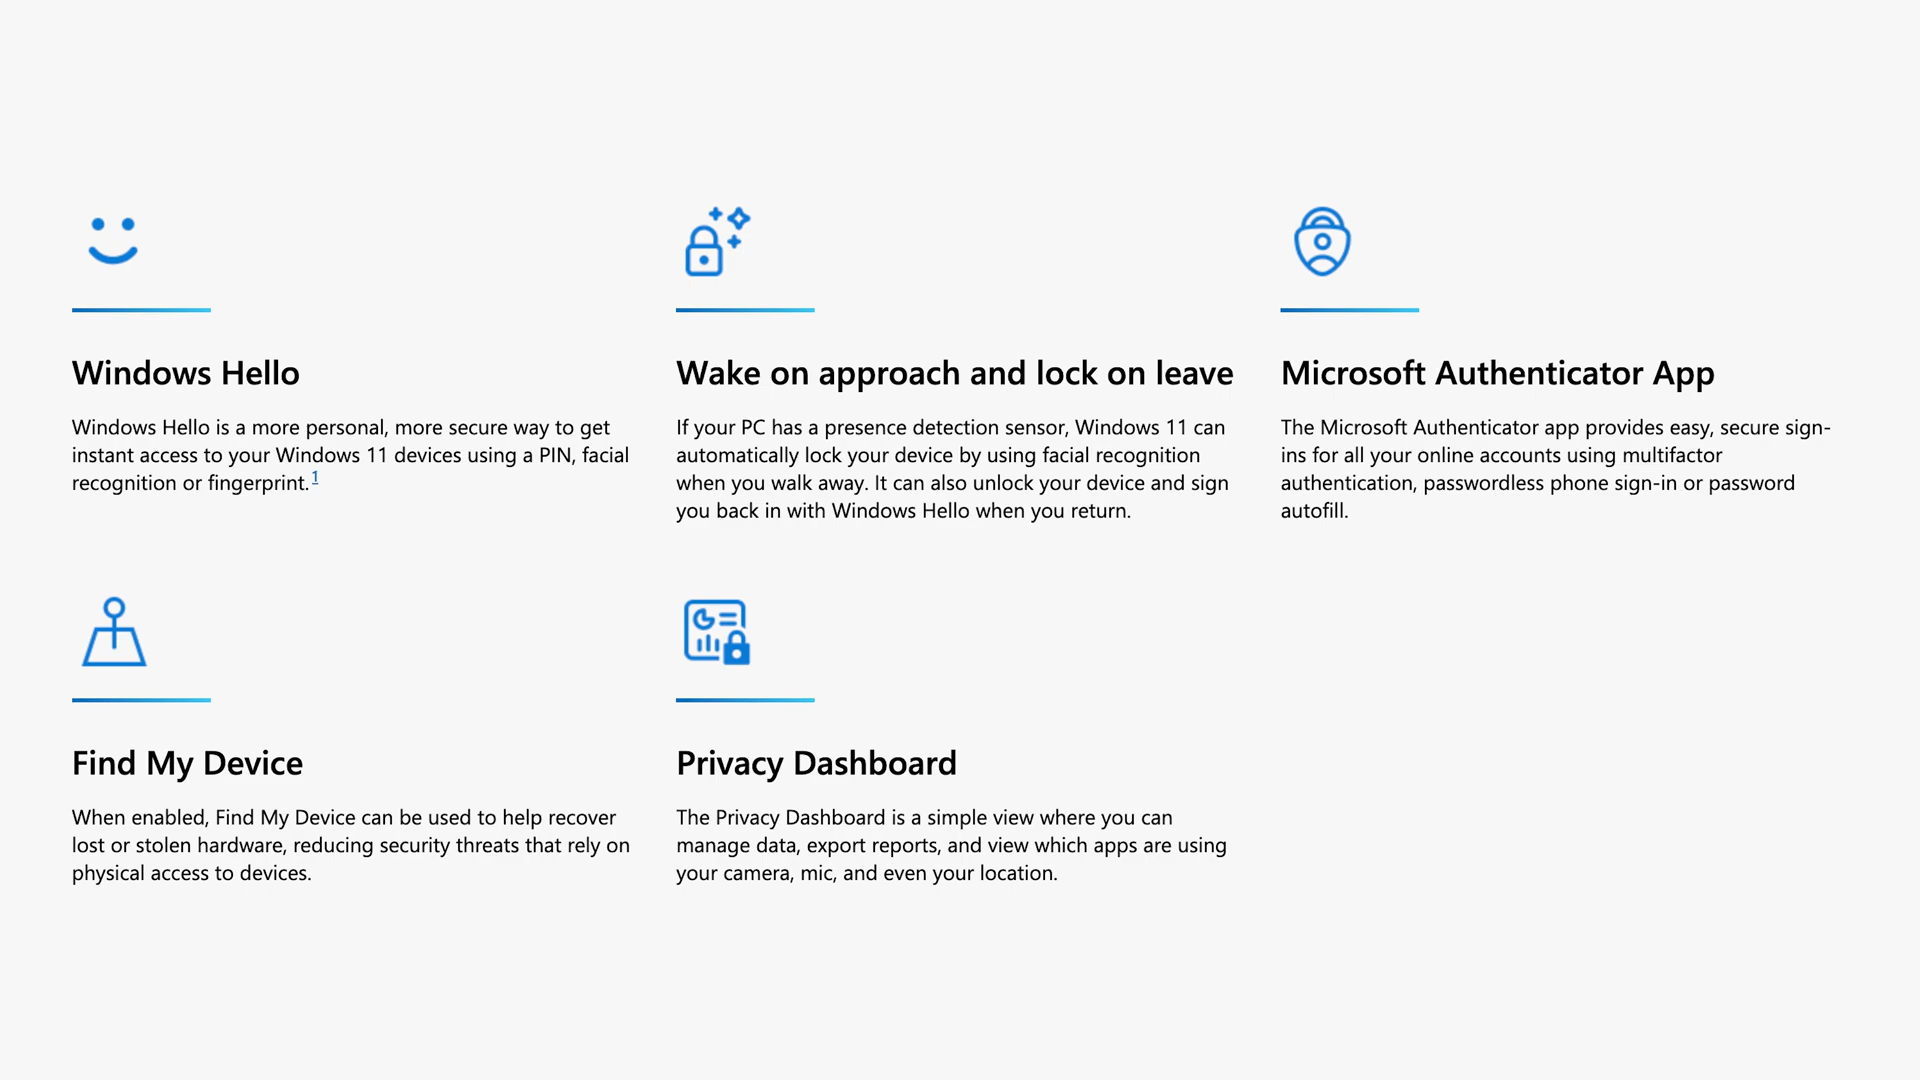 Windows Hello
Windows Hello is a more personal, more secure way to get
instant access to your Windows 11 devices using a PIN, facial
recognition or fingerprint.1
Wake on approach and lock on leave
If your PC has a presence detection sensor, Windows 11 can
automatically lock your device by using facial recognition
when you walk away. It can also unlock your device and sign
you back in with Windows Hello when you return.
Microsoft Authenticator App
The Microsoft Authenticator app provides easy, secure sign-
ins for all your online accounts using multifactor
authentication, passwordless phone sign-in or password
autofill.
Find My Device
When enabled, Find My Device can be used to help recover
lost or stolen hardware, reducing security threats that rely on
physical access to devices.
Privacy Dashboard
The Privacy Dashboard is a simple view where you can
manage data, export reports, and view which apps are using
your camera, mic, and even your location.